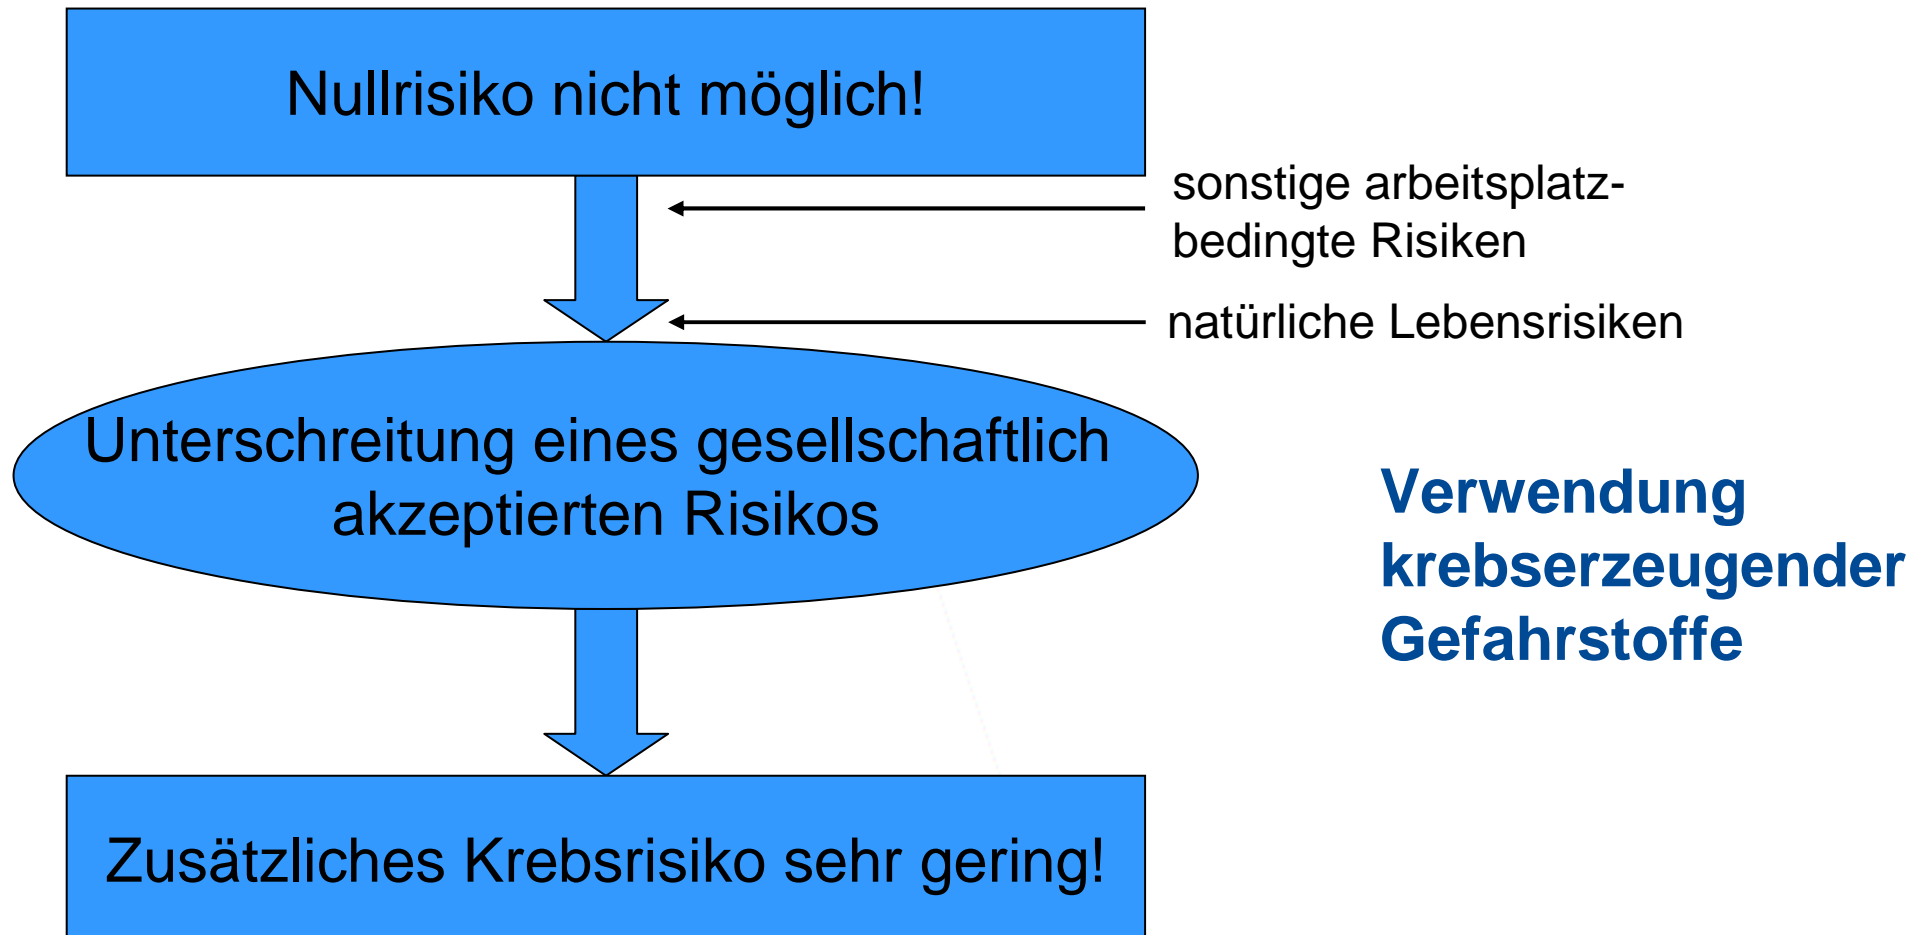 Nullrisiko nicht möglich!
sonstige arbeitsplatz-
bedingte Risiken
natürliche Lebensrisiken
Unterschreitung eines gesellschaftlich
akzeptierten Risikos
Verwendung
krebserzeugender
Gefahrstoffe
Zusätzliches Krebsrisiko sehr gering!